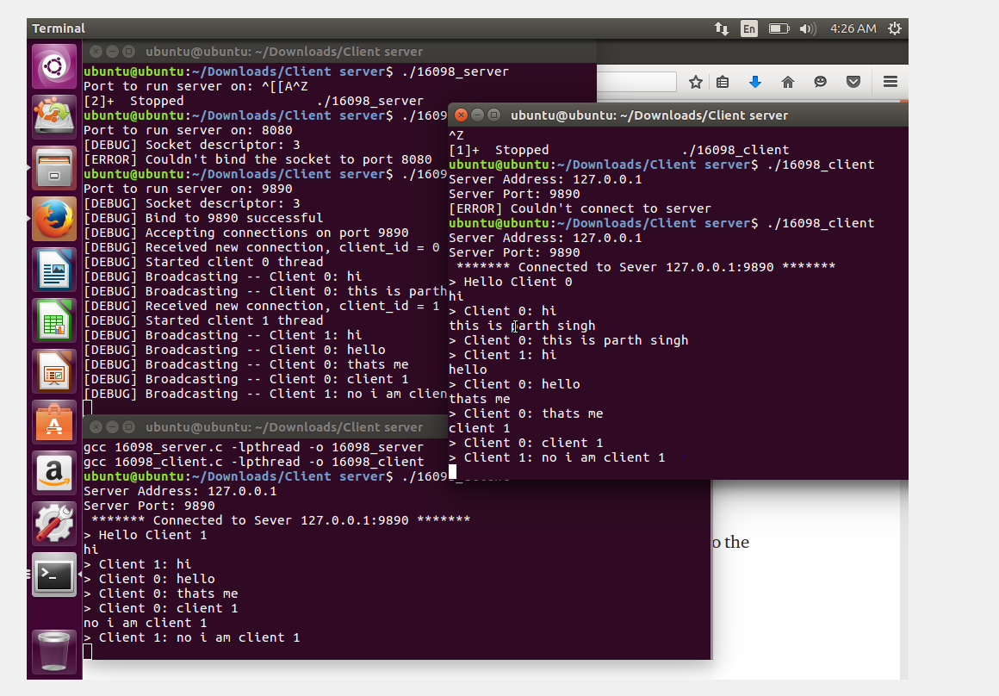 Terminal
En
4:26 AM
ubuntu@ubuntu: ~/Downloads/Client server
ubuntu@ubuntu:~/Downloads/Client server$ ./16098_server
Port to run server on: ^[[A^Z
[2]+  Stopped                 ./16098_server
ubuntu@ubuntu:~/Downloads/Client server$ ./1609
Port to run server on: 8080
[DEBUG] Socket descriptor: 3
[ERROR] Couldn't bind the socket to port 8080
ubuntu@ubuntu:~/Downloads/Client server$ ./1609
Port to run server on: 9890
[DEBUG] Socket descriptor: 3
[DEBUG] Bind to 9890 successful
[DEBUG] Accepting connections on port 9890
[DEBUG] Received new connection, client_id = 0
[DEBUG] Started client 0 thread
[DEBUG] Broadcasting -- Client 0: hi
[DEBUG] Broadcasting -- Client 0: this is parth
[DEBUG] Received new connection, client_id = 1
[DEBUG] Started client 1 thread
[DEBUG] Broadcasting -- Client 1: hi
[DEBUG] Broadcasting -- Client 0: hello
[DEBUG] Broadcasting -- Client 0: thats me
[DEBUG] Broadcasting -- Client 0: client 1
[DEBUG] Broadcasting -- Client 1: no i am clien
ubuntu@ubuntu: ~/Downloads/Client server
^Z
[1]+  Stopped                 ./16098_client
ubuntu@ubuntu:~/Downloads/Client server$ ./16098_client
Server Address: 127.0.0.1
Server Port: 9890
[ERROR] Couldn't connect to server
ubuntu@ubuntu:~/Downloads/Client server$ ./16098_client
Server Address: 127.0.0.1
Server Port: 9890
 ******* Connected to Sever 127.0.0.1:9890 *******
> Hello Client 0
hi
> Client 0: hi
this is parth singh
> Client 0: this is parth singh
> Client 1: hi
hello
> Client 0: hello
thats me
> Client 0: thats me
client 1
> Client 0: client 1
> Client 1: no i am client 1
ubuntu@ubuntu: ~/Downloads/Client server
gcc 16098_server.c -lpthread -o 16098_server
gcc 16098_client.c -lpthread -o 16098_client
ubuntu@ubuntu:~/Downloads/Client server$ ./1609
Server Address: 127.0.0.1
Server Port: 9890
 ******* Connected to Sever 127.0.0.1:9890 *******
> Hello Client 1
hi
> Client 1: hi
> Client 0: hello
> Client 0: thats me
> Client 0: client 1
no i am client 1
> Client 1: no i am client 1
o the